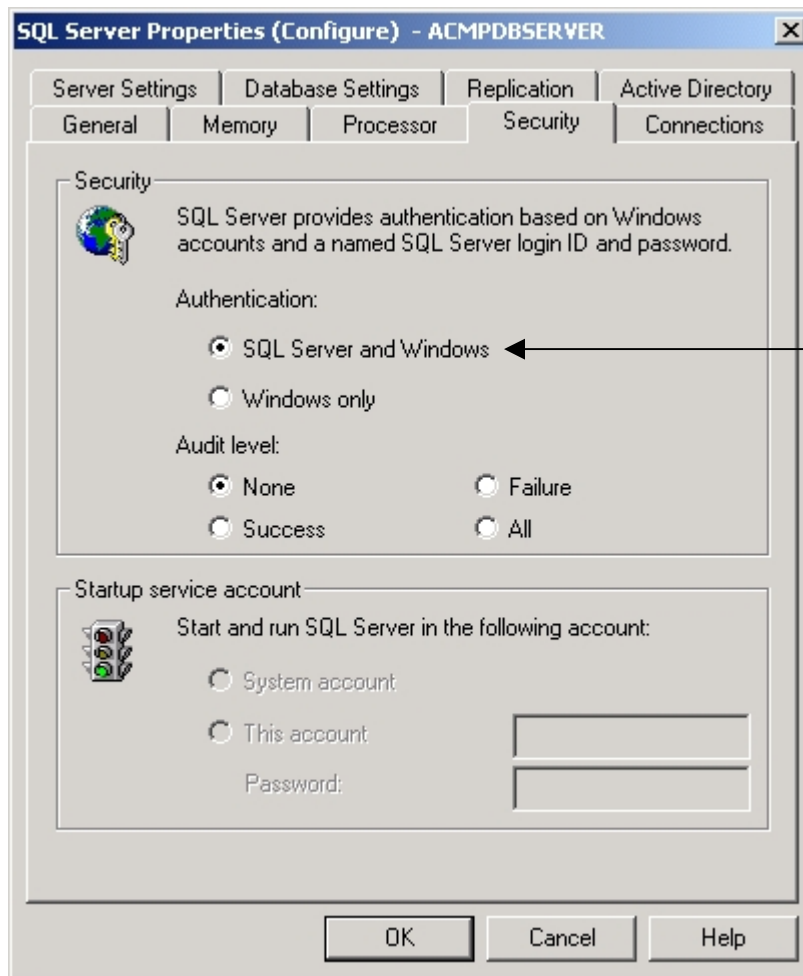 SQL Server Properties (Configure) - ACMPDBSERVER
Server Settings Database Settings Replication Active Directory
General Memory Processor Security Connections
Security
SQL Server provides authentication based on Windows
accounts and a named SQL Server login ID and password.
Authentication:
SQL Server and Windows
Windows only
Audit level:
None Failure
Success All
Startup service account
Start and run SQL Server in the following account:
System account
This account
Password:
OK Cancel Help